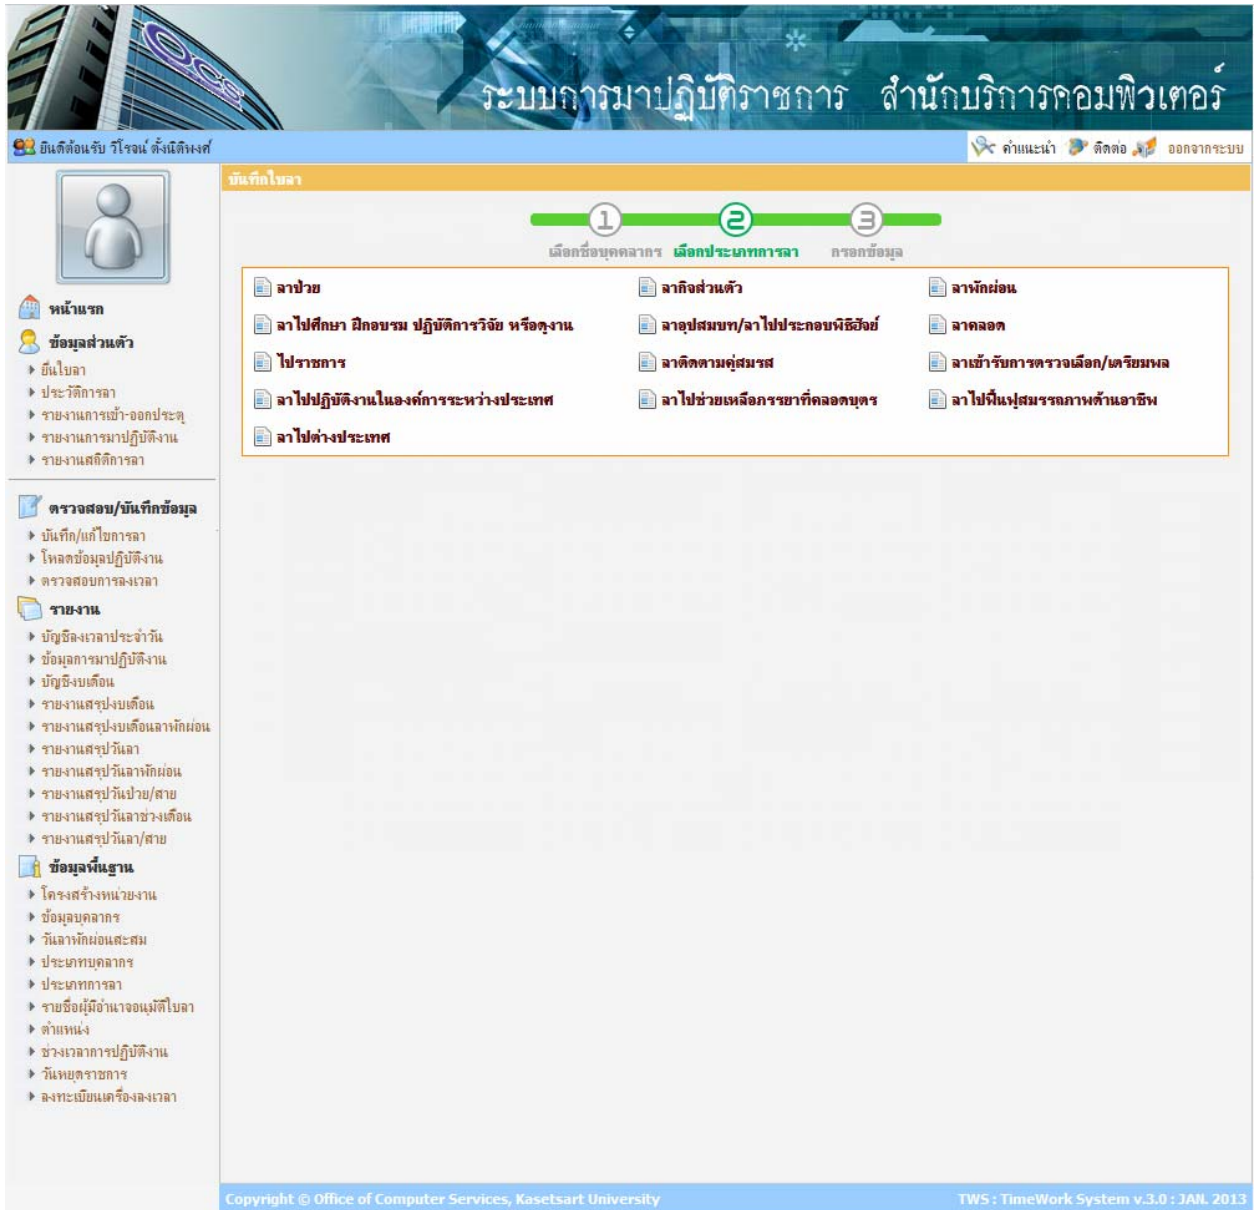 OCS
ระบบการมาปฏิบัติราชการ สำนักบริการคอมพิวเตอร์
ยินดีต้อนรับ วิโรจน์ ตั้งนิติพงศ์
คำแนะนำ ติดต่อ ออกจากระบบ
บันทึกใบลา
1 2 3
เลือกชื่อบุคคลากร เลือกประเภทการลา กรอกข้อมูล
ลาป่วย ลากิจส่วนตัว ลาพักผ่อน
ลาไปศึกษา ฝึกอบรม ปฏิบัติการวิจัย หรือดูงาน ลาอุปสมบท/ลาไปประกอบพิธีฮัจย์ ลาคลอด
ไปราชการ ลาติดตามคู่สมรส ลาเข้ารับการตรวจเลือก/เตรียมพล
ลาไปปฏิบัติงานในองค์การระหว่างประเทศ ลาไปช่วยเหลือภรรยาที่คลอดบุตร ลาไปฟื้นฟูสมรรถภาพด้านอาชีพ
ลาไปต่างประเทศ
หน้าแรก
ข้อมูลส่วนตัว
ยื่นใบลา
ประวัติการลา
รายงานการเข้า-ออกประตู
รายงานการมาปฏิบัติงาน
รายงานสถิติการลา
ตรวจสอบ/บันทึกข้อมูล
บันทึก/แก้ไขการลา
โหลดข้อมูลปฏิบัติงาน
ตรวจสอบการลงเวลา
รายงาน
บัญชีลงเวลาประจำวัน
ข้อมูลการมาปฏิบัติงาน
บัญชีงบเดือน
รายงานสรุปงบเดือน
รายงานสรุปงบเดือนลาพักผ่อน
รายงานสรุปวันลา
รายงานสรุปวันลาพักผ่อน
รายงานสรุปวันป่วย/สาย
รายงานสรุปวันลาช่วงเดือน
รายงานสรุปวันลา/สาย
ข้อมูลพื้นฐาน
โครงสร้างหน่วยงาน
ข้อมูลบุคลากร
วันลาพักผ่อนสะสม
ประเภทบุคลากร
ประเภทการลา
รายชื่อผู้มีอำนาจอนุมัติใบลา
ตำแหน่ง
ช่วงเวลาการปฏิบัติงาน
วันหยุดราชการ
ลงทะเบียนเครื่องลงเวลา
Copyright © Office of Computer Services, Kasetsart University TWS : TimeWork System v.3.0 : JAN. 2013